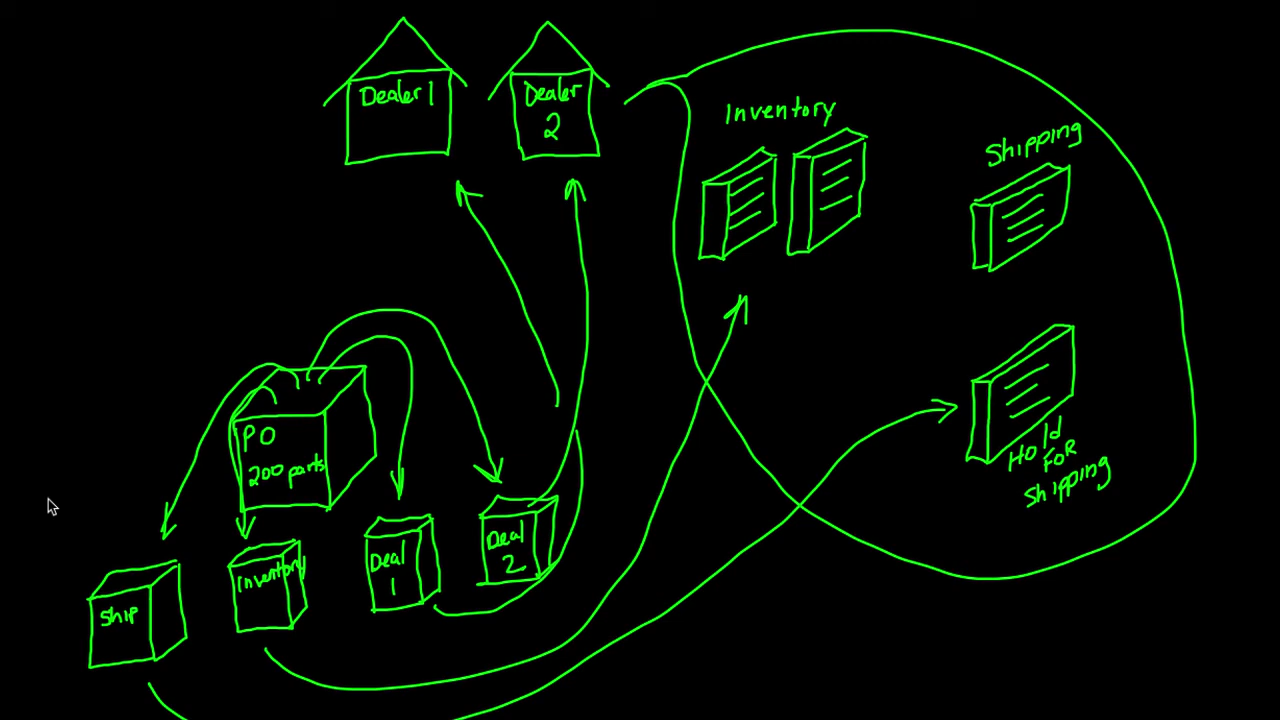 Dealer 1
Dealer
2
Inventory
Shipping
PO
200 parts
HOld
FOR
Shipping
Ship
Inventory
Deal
1
Deal
2